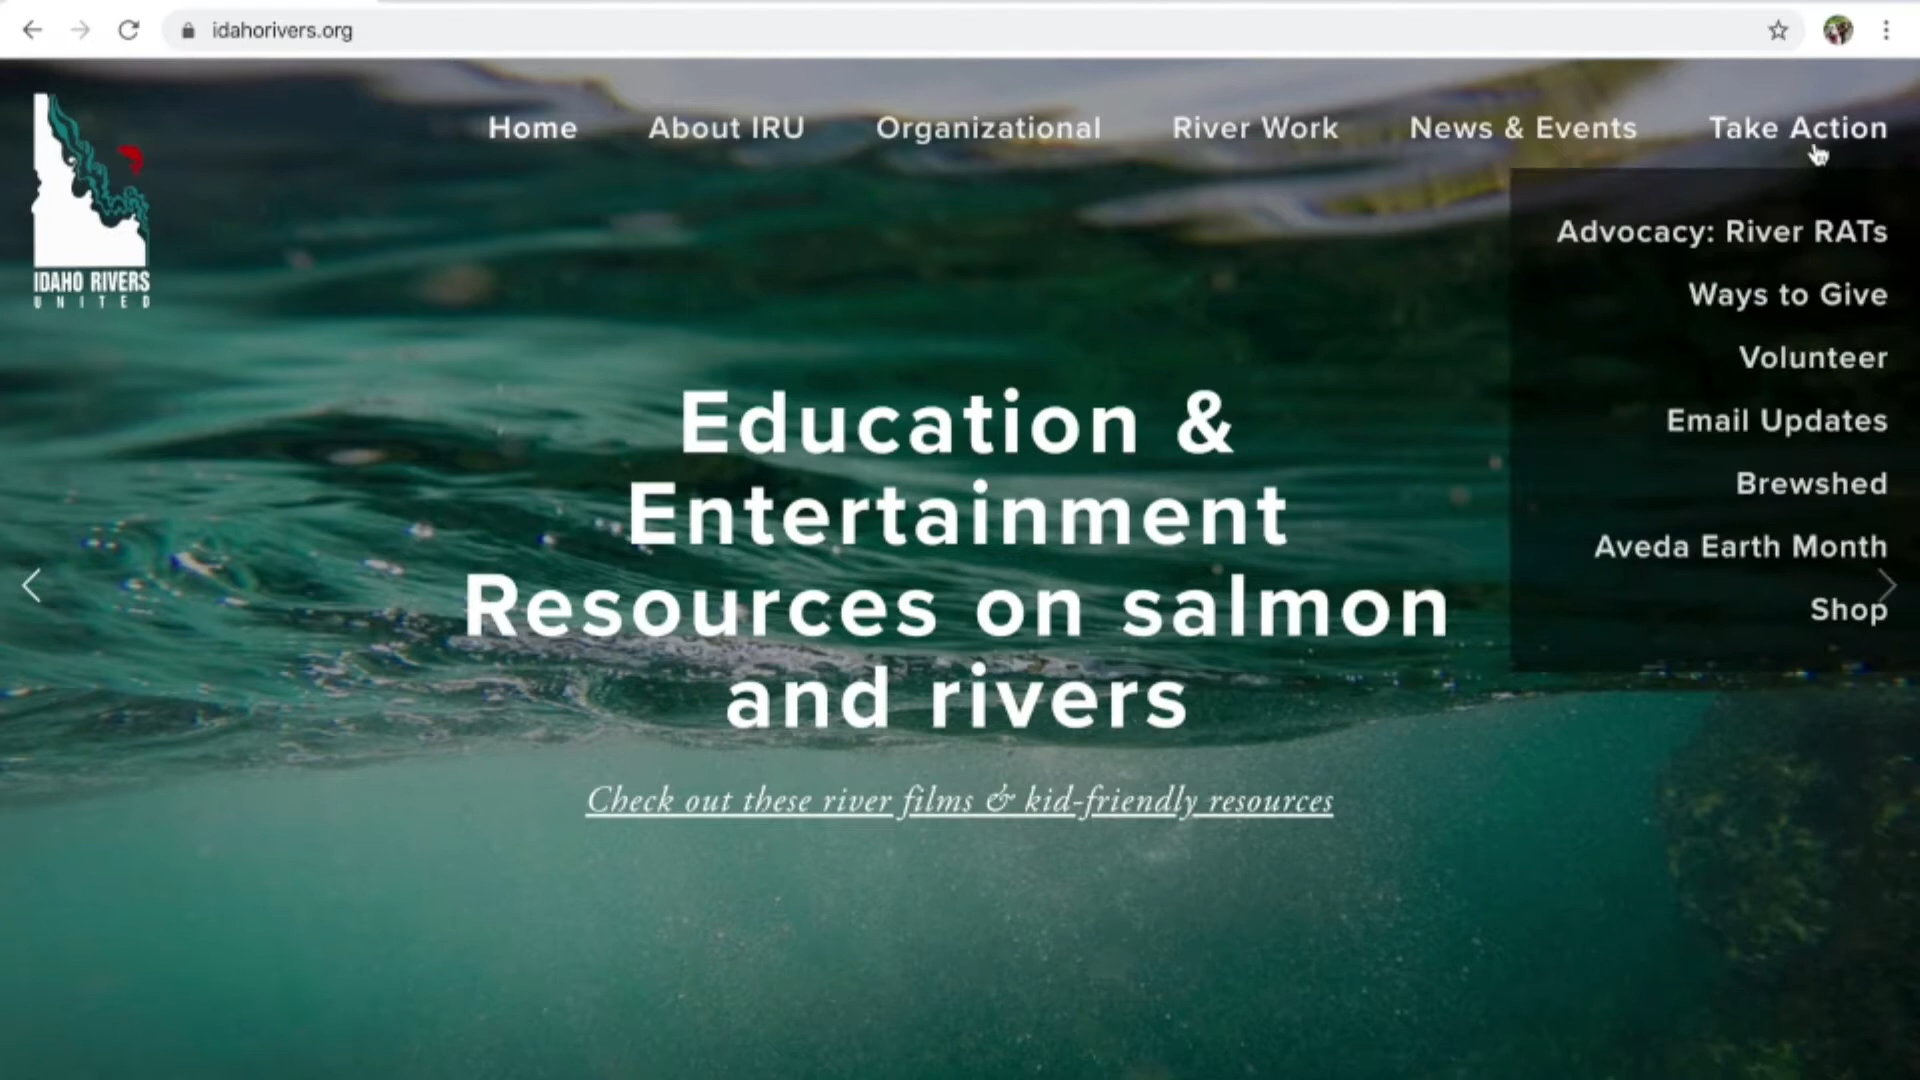 idahorivers.org
IDAHO RIVERS
UNITED
Home About IRU Organizational River Work News & Events Take Action
Advocacy: River RATs
Ways to Give
Volunteer
Email Updates
Brewshed
Aveda Earth Month
Shop
Education &
Entertainment
Resources on salmon
and rivers
Check out these river films & kid-friendly resources